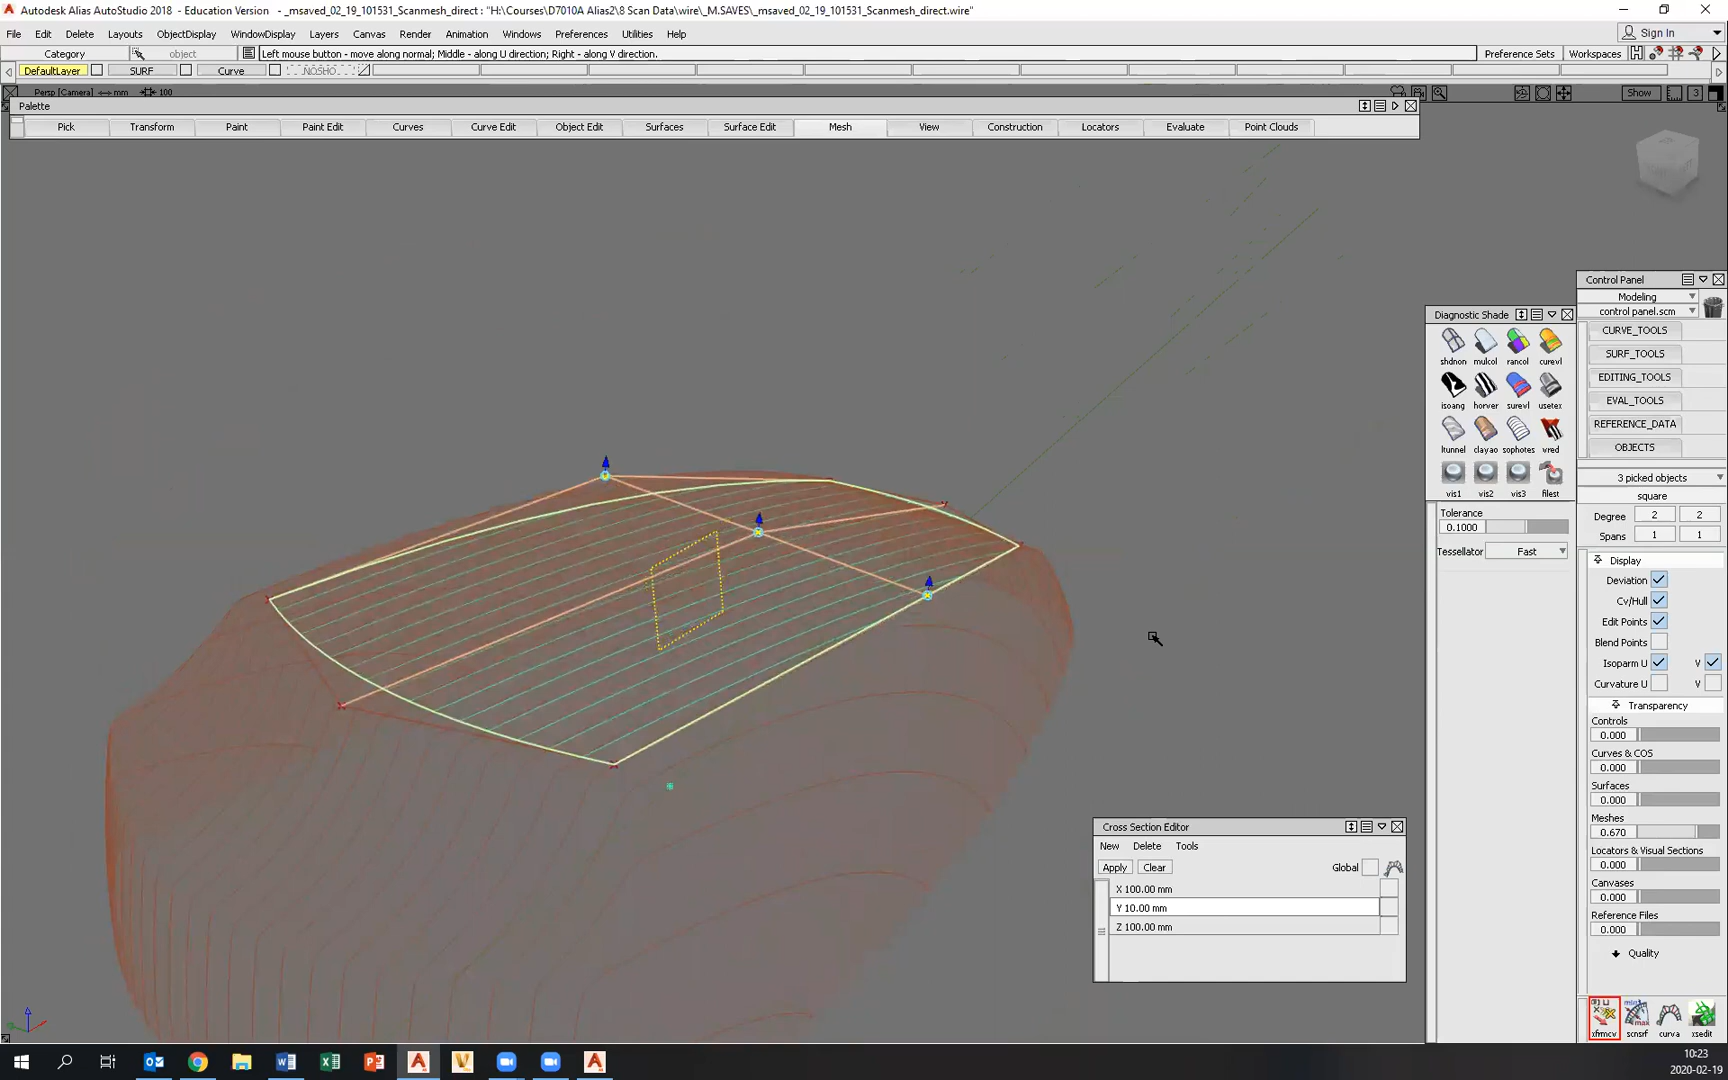 Autodesk Alias AutoStudio 2018 - Education Version - _msaved_02_19_101531_Scanmesh_direct : "H:\Courses\D7010A Alias2\8 Scan Data\wire\_M.SAVES\_msaved_02_19_101531_Scanmesh_direct.wire"
File Edit Delete Layouts ObjectDisplay WindowDisplay Layers Canvas Render Animation Windows Preferences Utilities Help
Sign In
Category object Left mouse button - move along normal; Middle - along U direction; Right - along V direction. Preference Sets Workspaces
DefaultLayer SURF Curve NOSHO
Persp [Camera] mm 100 Show 3
Palette
Pick Transform Paint Paint Edit Curves Curve Edit Object Edit Surfaces Surface Edit Mesh View Construction Locators Evaluate Point Clouds
Control Panel
Modeling
control panel.scm
CURVE_TOOLS
SURF_TOOLS
EDITING_TOOLS
EVAL_TOOLS
REFERENCE_DATA
OBJECTS
3 picked objects
square
Degree 2 2
Spans 1 1
Display
Deviation
Cv/Hull
Edit Points
Blend Points
Isoparm U V
Curvature U V
Transparency
Controls
0.000
Curves & COS
0.000
Surfaces
0.000
Meshes
0.670
Locators & Visual Sections
0.000
Canvases
0.000
Reference Files
0.000
Quality
xfrmcv scnsrf curva xsedit
Diagnostic Shade
shdnon mulcol rancol curevl
isoang horver surevl usetex
ltunnel clayao sophotes vred
vis1 vis2 vis3 filest
Tolerance
0.1000
Tessellator Fast
Cross Section Editor
New Delete Tools
Apply Clear Global
X 100.00 mm
Y 10.00 mm
Z 100.00 mm
10:23
2020-02-19